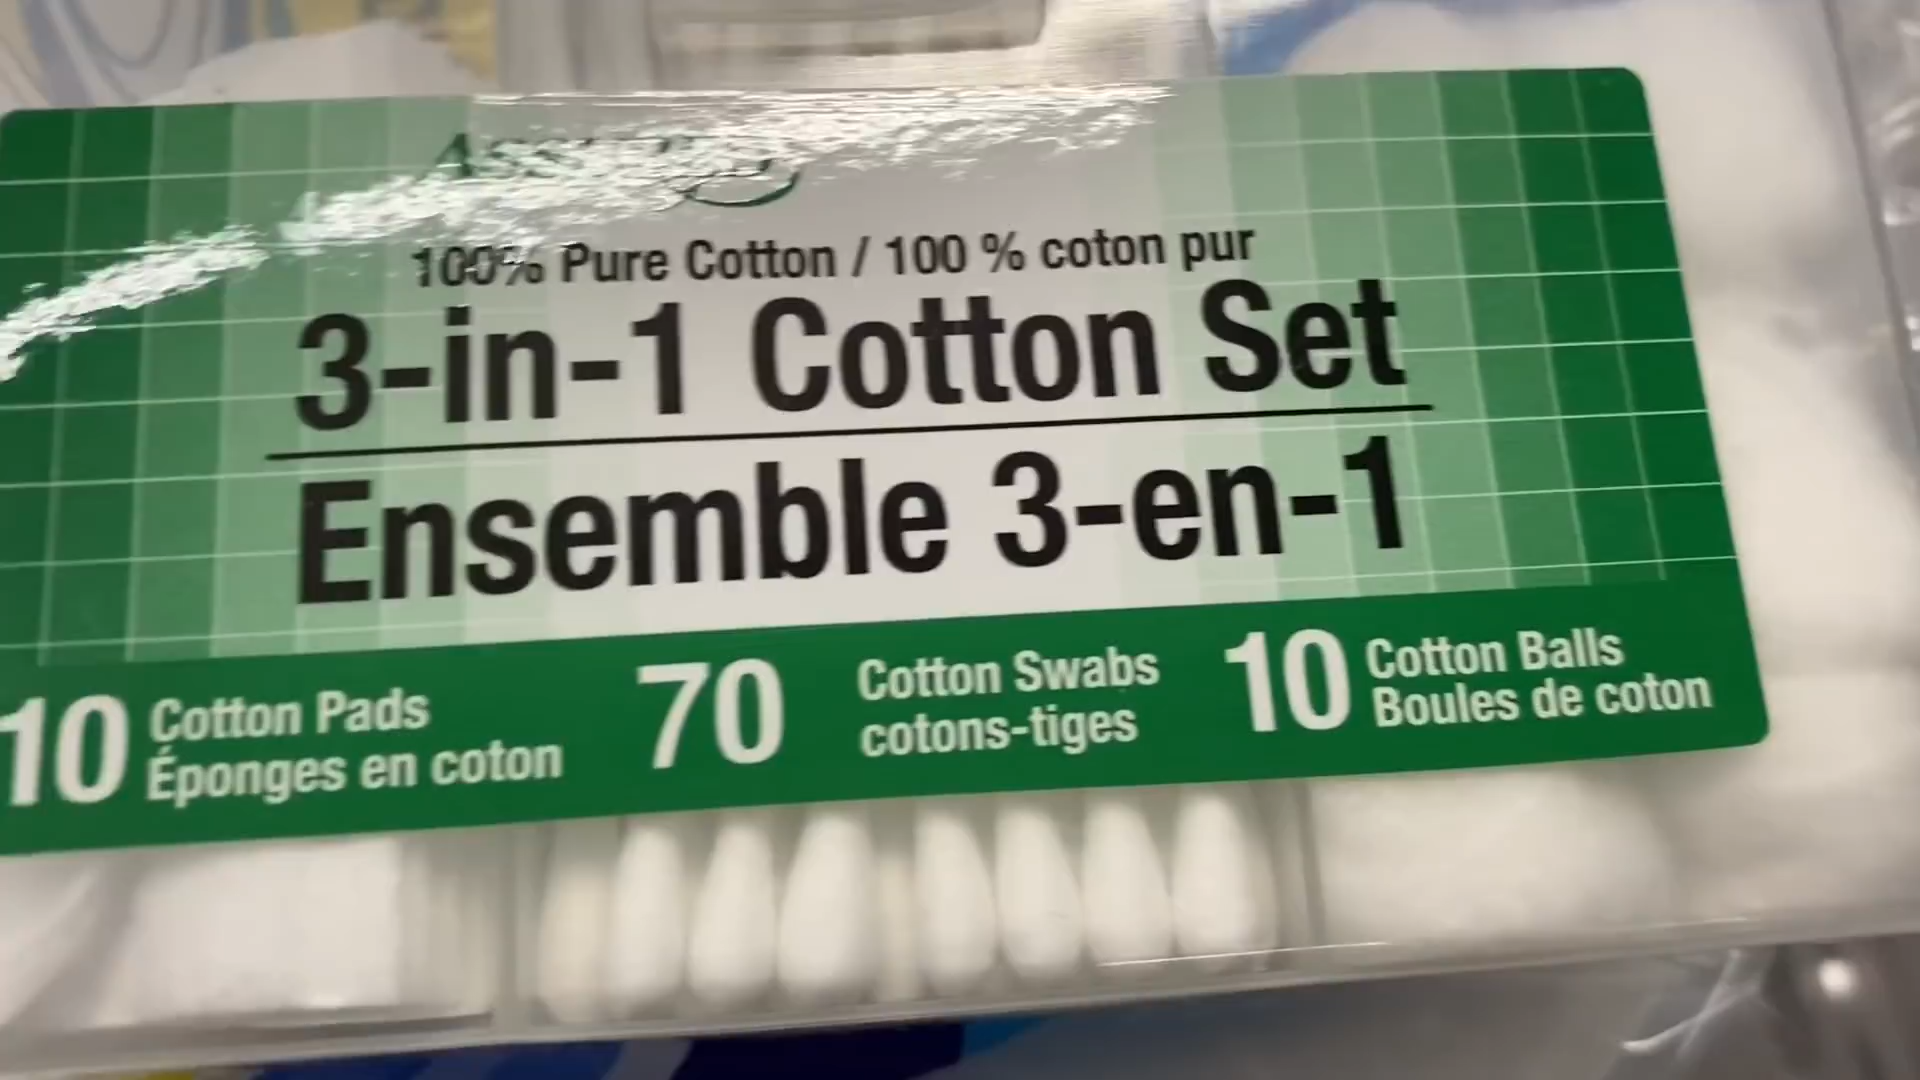 100% Pure Cotton / 100 % coton pur
3-in-1 Cotton Set
Ensemble 3-en-1
10 Cotton Pads
Éponges en coton
70 Cotton Swabs
cotons-tiges
10 Cotton Balls
Boules de coton